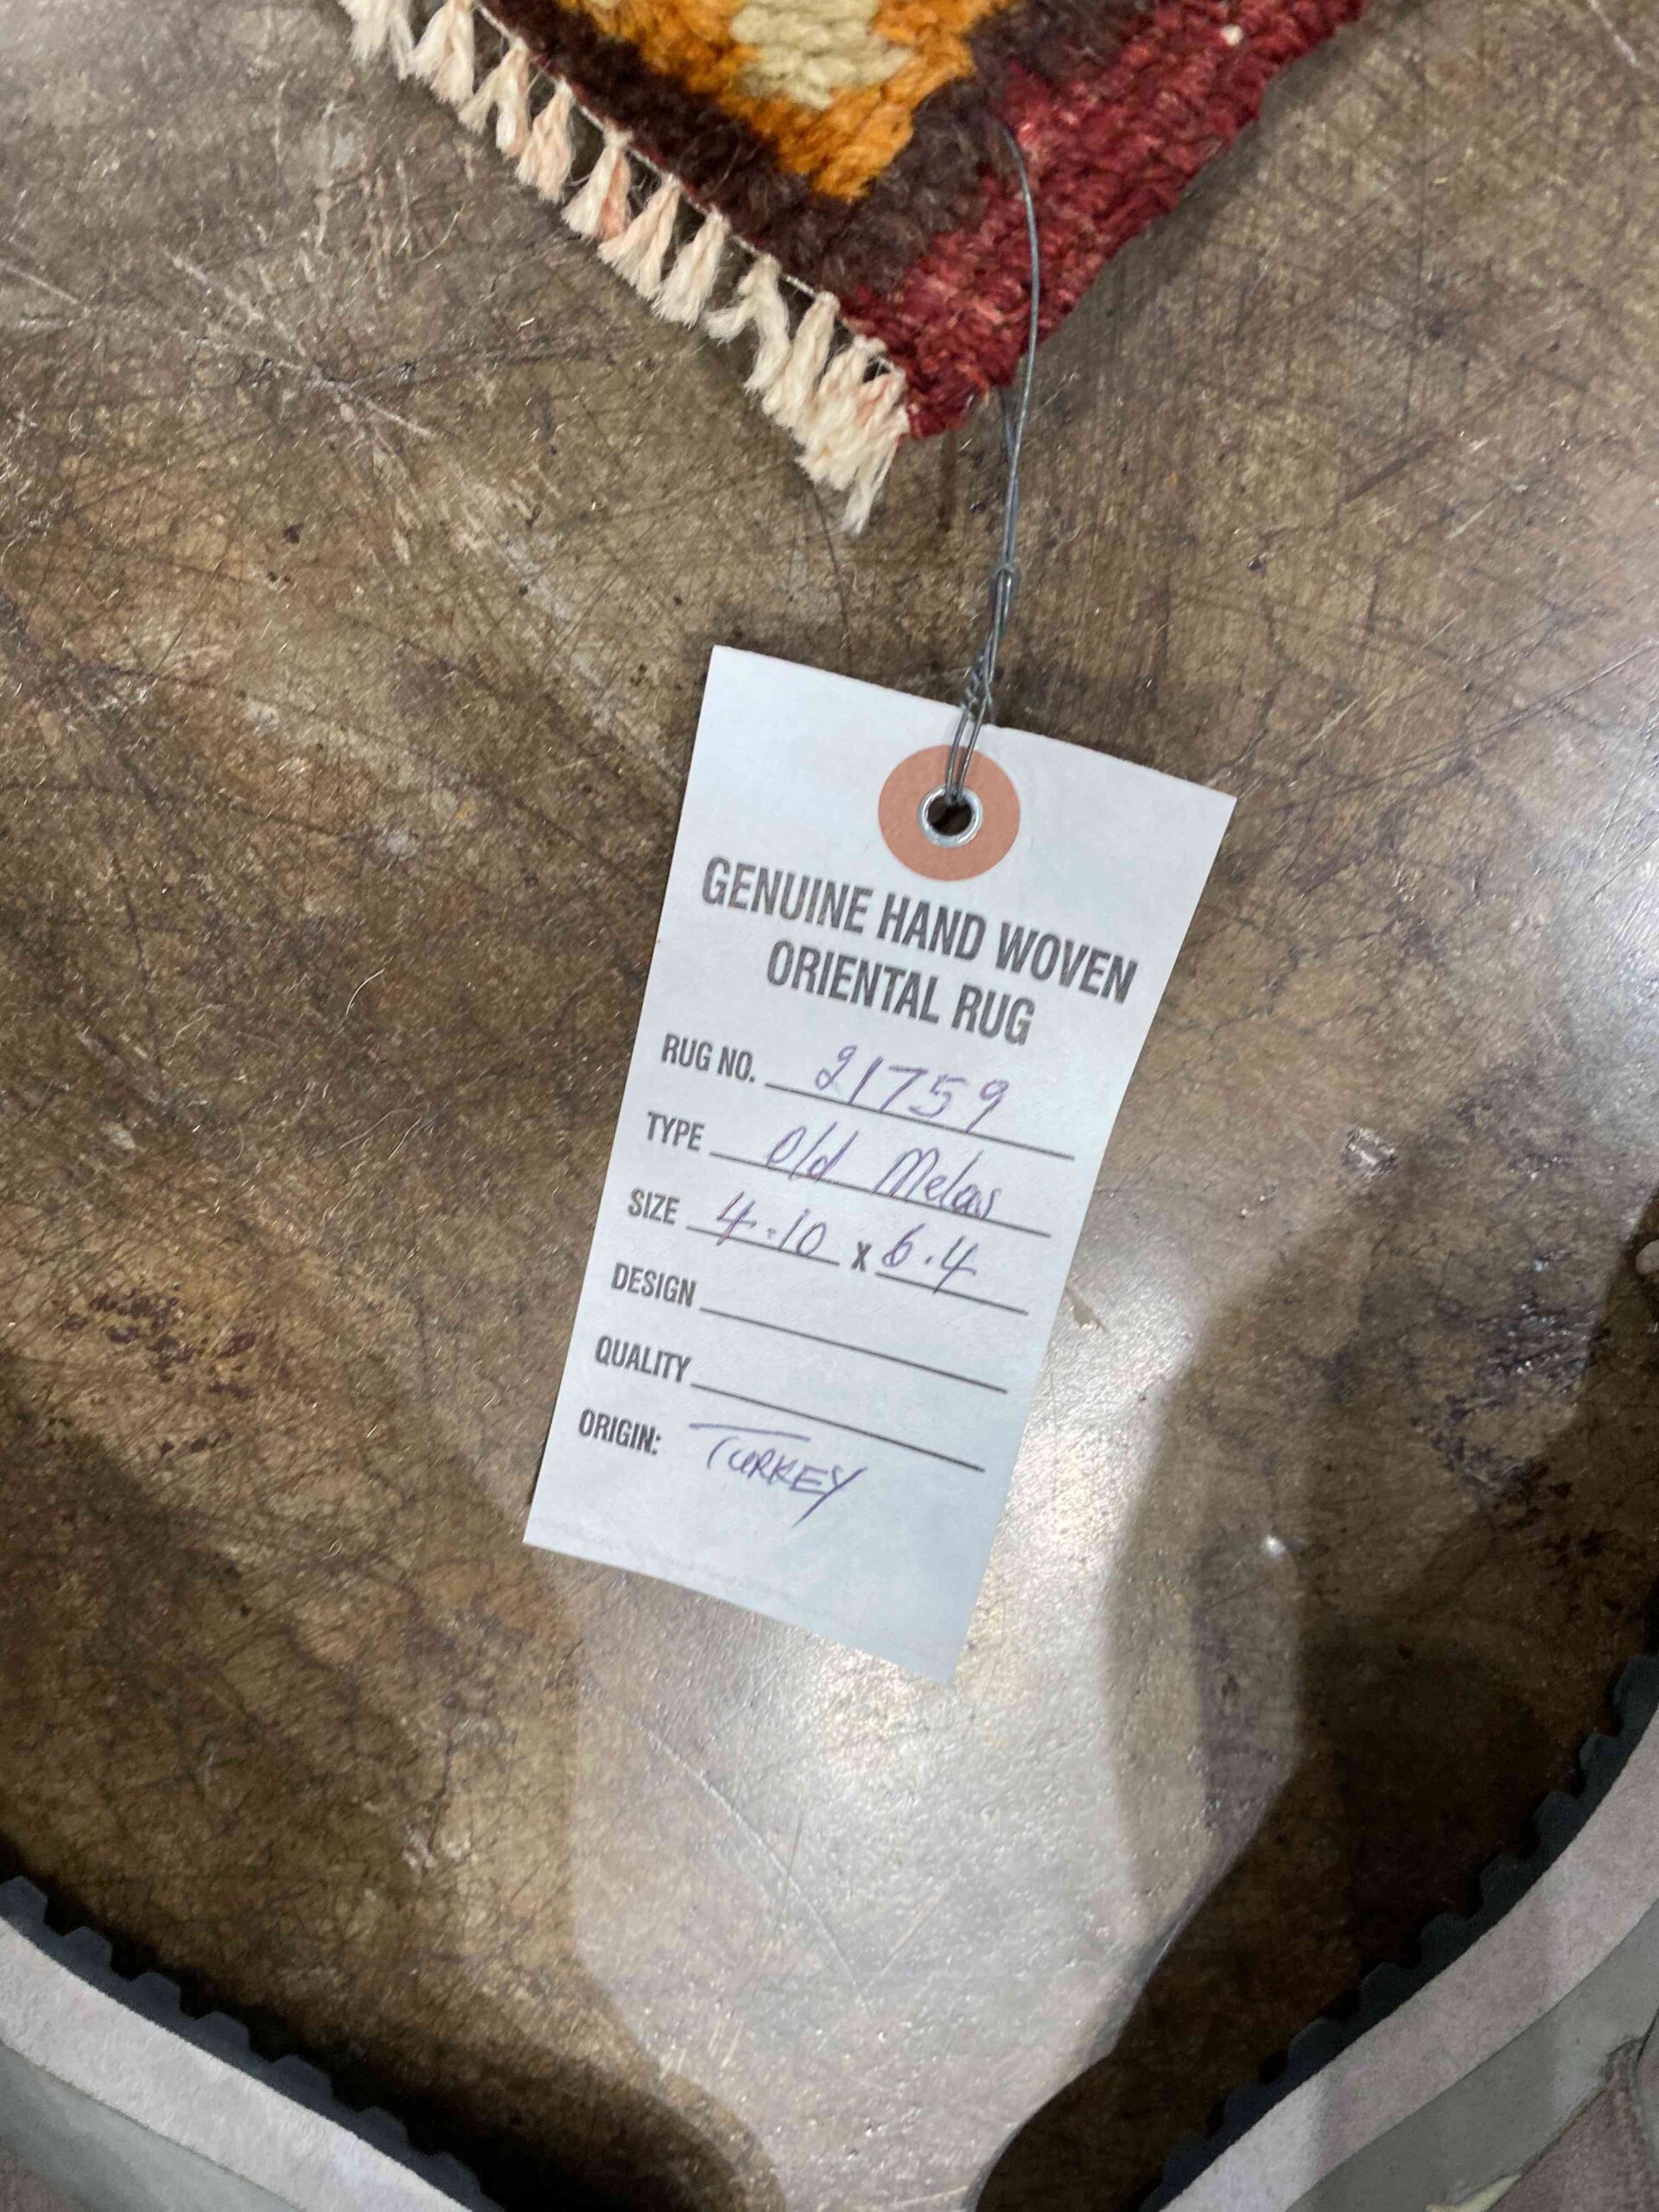 GENUINE HAND WOVEN
ORIENTAL RUG
RUG NO. 21759
TYPE Old Melas
SIZE 4.10 x 6.4
DESIGN
QUALITY
ORIGIN: TURKEY